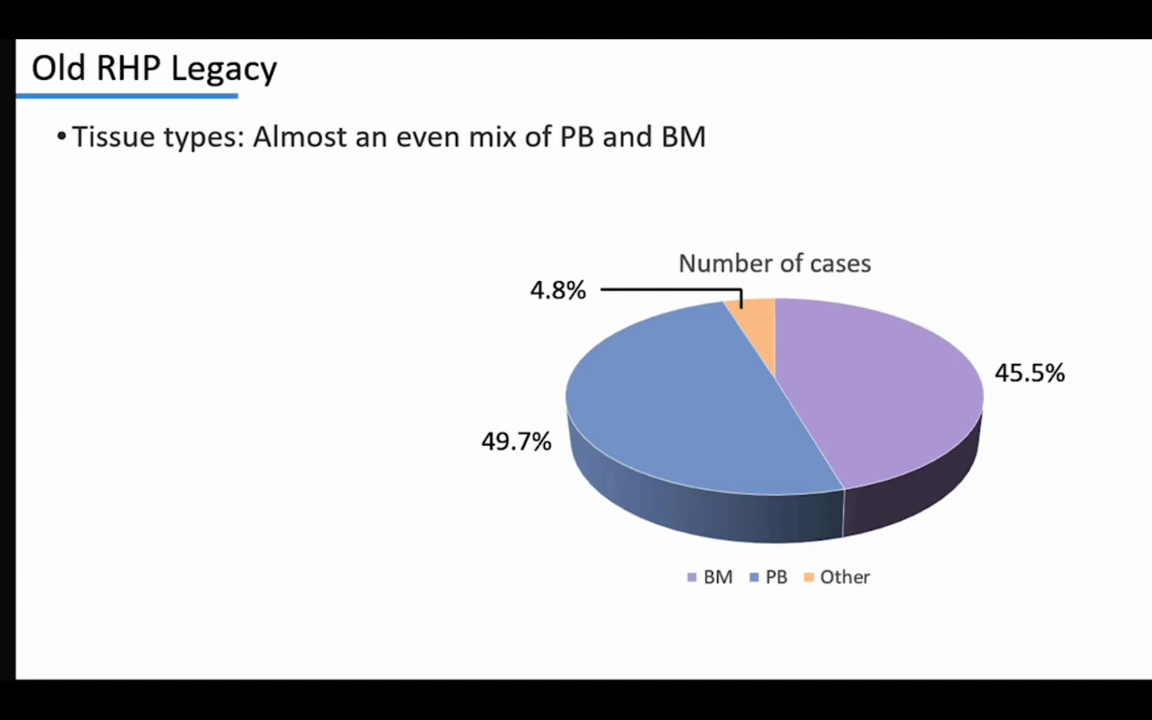 Old RHP Legacy
• Tissue types: Almost an even mix of PB and BM
Number of cases
4.8%
45.5%
49.7%
BM PB Other